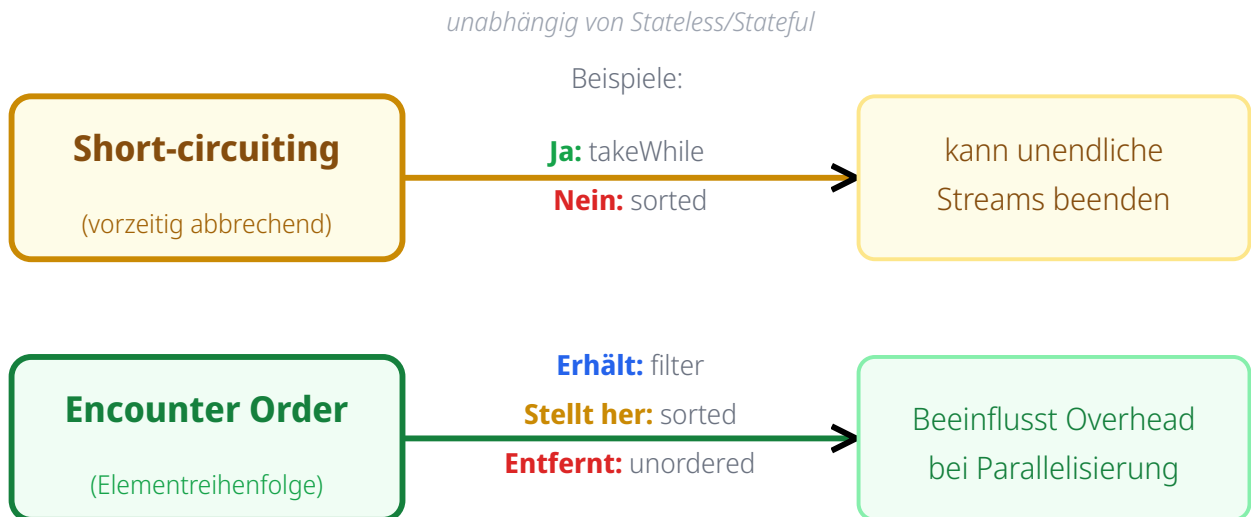 unabhängig von Stateless/Stateful
Beispiele:
Short-circuiting
(vorzeitig abbrechend)
Ja: takeWhile
Nein: sorted
kann unendliche
Streams beenden
Encounter Order
(Elementreihenfolge)
Erhält: filter
Stellt her: sorted
Entfernt: unordered
Beeinflusst Overhead
bei Parallelisierung